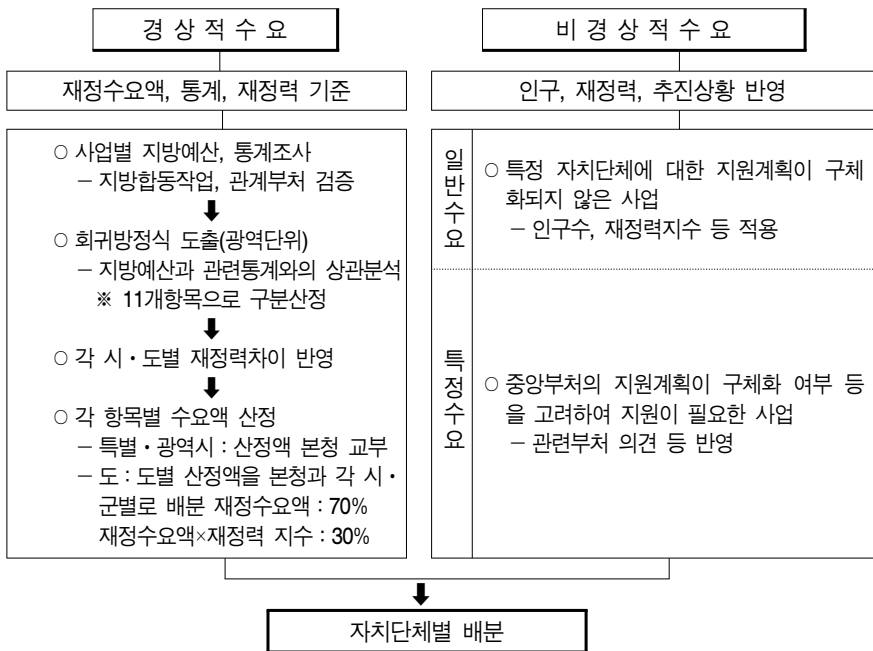 경 상 적 수 요
재정수요액, 통계, 재정력 기준
○ 사업별 지방예산, 통계조사
－ 지방합동작업, 관계부처 검증
○ 회귀방정식 도출(광역단위)
－ 지방예산과 관련통계와의 상관분석
※ 11개항목으로 구분산정
○ 각 시·도별 재정력차이 반영
○ 각 항목별 수요액 산정
－ 특별·광역시 : 산정액 본청 교부
－ 도 : 도별 산정액을 본청과 각 시·
군별로 배분 재정수요액 : 70%
재정수요액×재정력 지수 : 30%
비 경 상 적 수 요
인구, 재정력, 추진상황 반영
일반수요
○ 특정 자치단체에 대한 지원계획이 구체
화되지 않은 사업
－ 인구수, 재정력지수 등 적용
특정수요
○ 중앙부처의 지원계획이 구체화 여부 등
을 고려하여 지원이 필요한 사업
－ 관련부처 의견 등 반영
자치단체별 배분